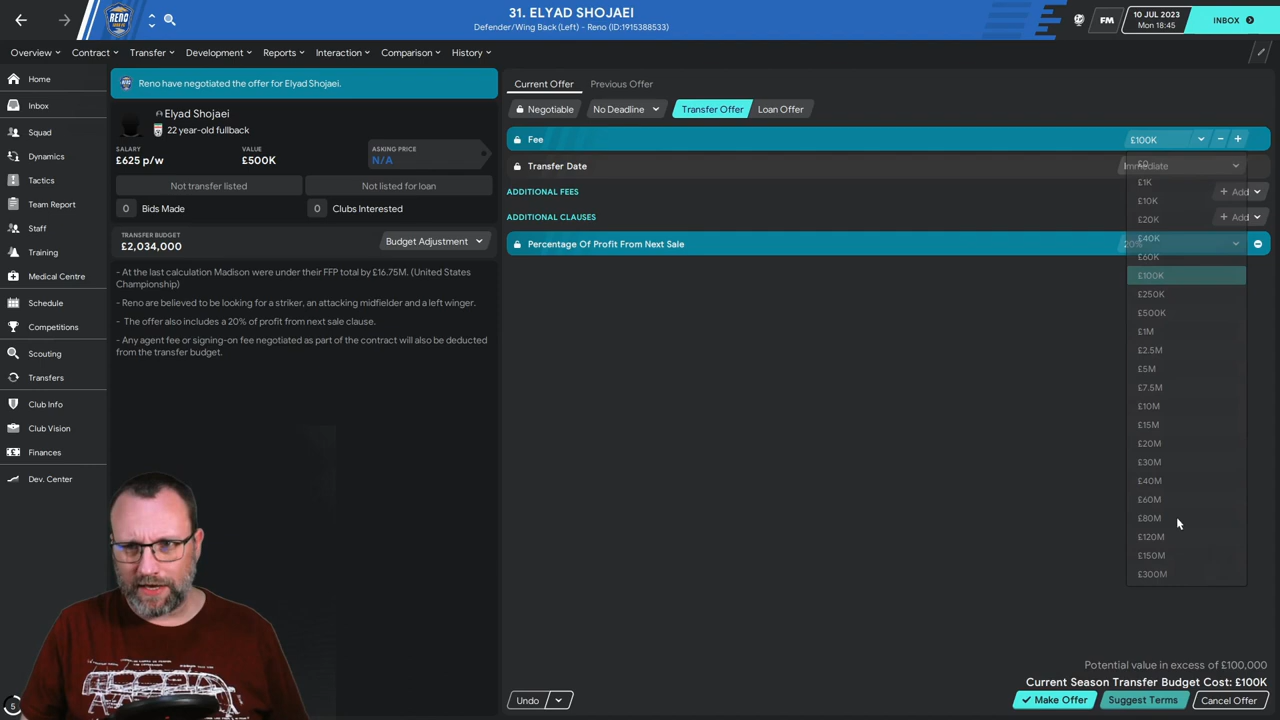 RENO
31. ELYAD SHOJAEI
Defender/Wing Back (Left) - Reno (ID:1915388533)
FM
10 JUL 2023
Mon 18:45
INBOX
Overview
Contract
Transfer
Development
Reports
Interaction
Comparison
History
Home
Inbox
Squad
Dynamics
Tactics
Team Report
Staff
Training
Medical Centre
Schedule
Competitions
Scouting
Transfers
Club Info
Club Vision
Finances
Dev. Center
Reno have negotiated the offer for Elyad Shojaei.
Elyad Shojaei
22 year-old fullback
SALARY
£625 p/w
VALUE
£500K
ASKING PRICE
N/A
Not transfer listed
Not listed for loan
0 Bids Made
0 Clubs Interested
TRANSFER BUDGET
£2,034,000
Budget Adjustment
- At the last calculation Madison were under their FFP total by £16.75M. (United States
Championship)
- Reno are believed to be looking for a striker, an attacking midfielder and a left winger.
- The offer also includes a 20% of profit from next sale clause.
- Any agent fee or signing-on fee negotiated as part of the contract will also be deducted
from the transfer budget.
Current Offer
Previous Offer
Negotiable
No Deadline
Transfer Offer
Loan Offer
Fee
£100K
- +
Transfer Date
Immediate
ADDITIONAL FEES
+ Add
ADDITIONAL CLAUSES
+ Add
Percentage Of Profit From Next Sale
20%
£0
£1K
£10K
£20K
£40K
£60K
£100K
£250K
£500K
£1M
£2.5M
£5M
£7.5M
£10M
£15M
£20M
£30M
£40M
£60M
£80M
£120M
£150M
£300M
Potential value in excess of £100,000
Current Season Transfer Budget Cost: £100K
Undo
Make Offer
Suggest Terms
Cancel Offer
5